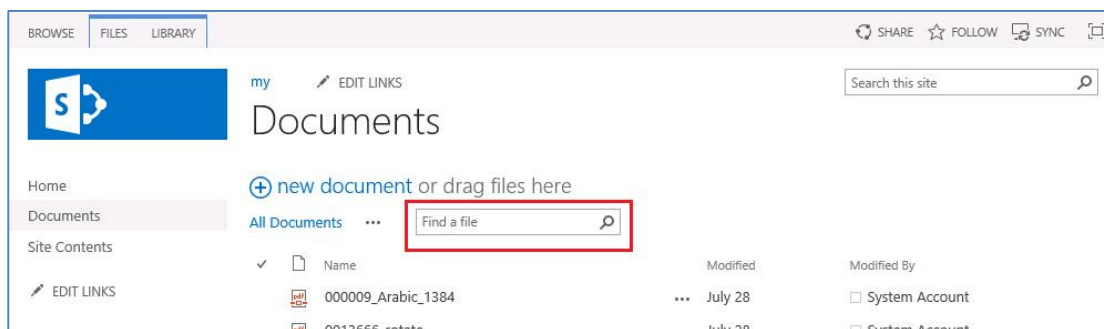 BROWSE FILES LIBRARY SHARE FOLLOW SYNC
S
my EDIT LINKS Search this site
Documents
Home
new document or drag files here
Documents
All Documents ... Find a file
Site Contents
Name Modified Modified By
EDIT LINKS
pdf 000009_Arabic_1384 ... July 28 System Account